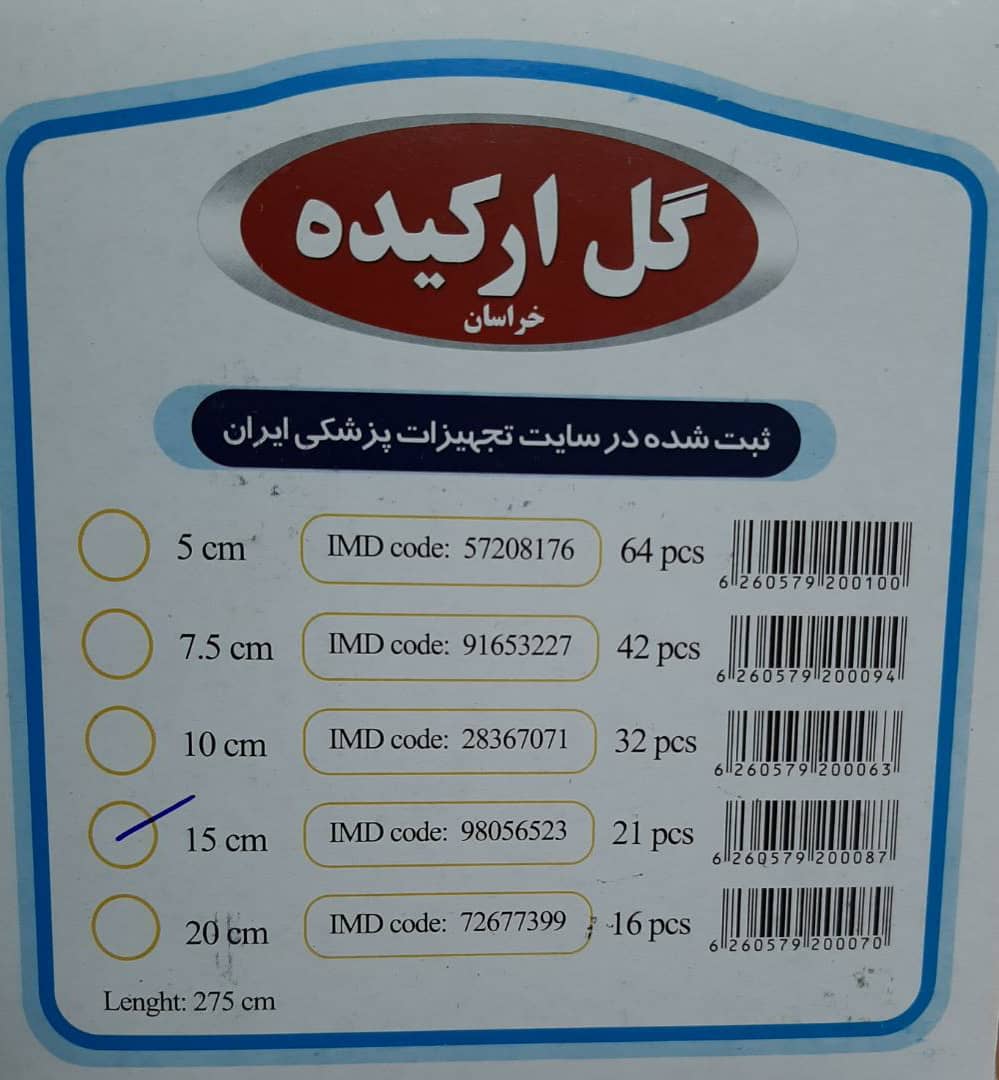 گل ارکیده
خراسان
ثبت شده در سایت تجهیزات پزشکی ایران
5 cm IMD code: 57208176 64 pcs
6 260579 200100
7.5 cm IMD code: 91653227 42 pcs
6 260579 200094
10 cm IMD code: 28367071 32 pcs
6 260579 200063
15 cm IMD code: 98056523 21 pcs
6 260579 200087
20 cm IMD code: 72677399 16 pcs
6 260579 200070
Lenght: 275 cm